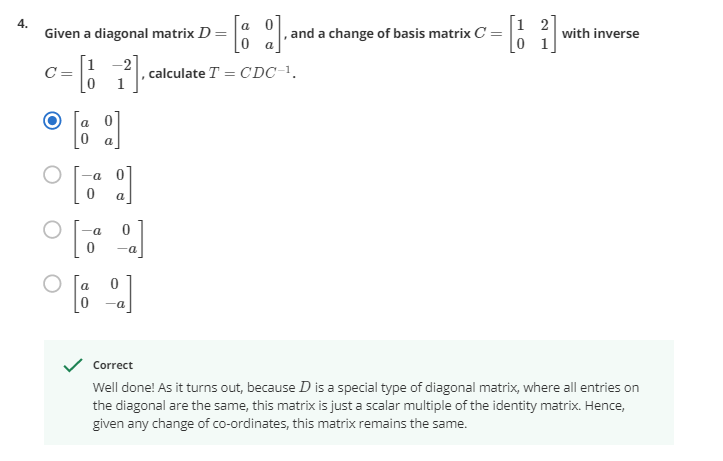 4. Given a diagonal matrix D = [a 0; 0 a], and a change of basis matrix C = [1 2; 0 1] with inverse
C = [1 −2; 0 1], calculate T = CDC⁻¹.
[a 0; 0 a]
[−a 0; 0 a]
[−a 0; 0 −a]
[a 0; 0 −a]
Correct
Well done! As it turns out, because D is a special type of diagonal matrix, where all entries on
the diagonal are the same, this matrix is just a scalar multiple of the identity matrix. Hence,
given any change of co-ordinates, this matrix remains the same.